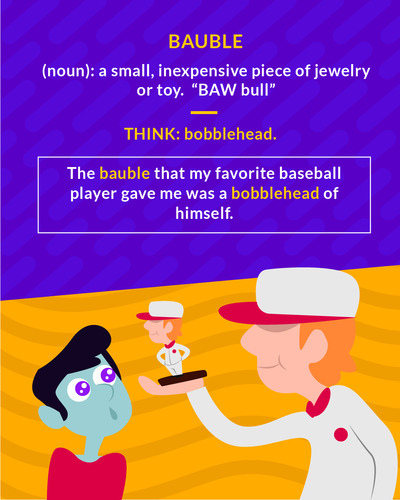 BAUBLE
(noun): a small, inexpensive piece of jewelry
or toy. “BAW bull”
THINK: bobblehead.
The bauble that my favorite baseball
player gave me was a bobblehead of
himself.